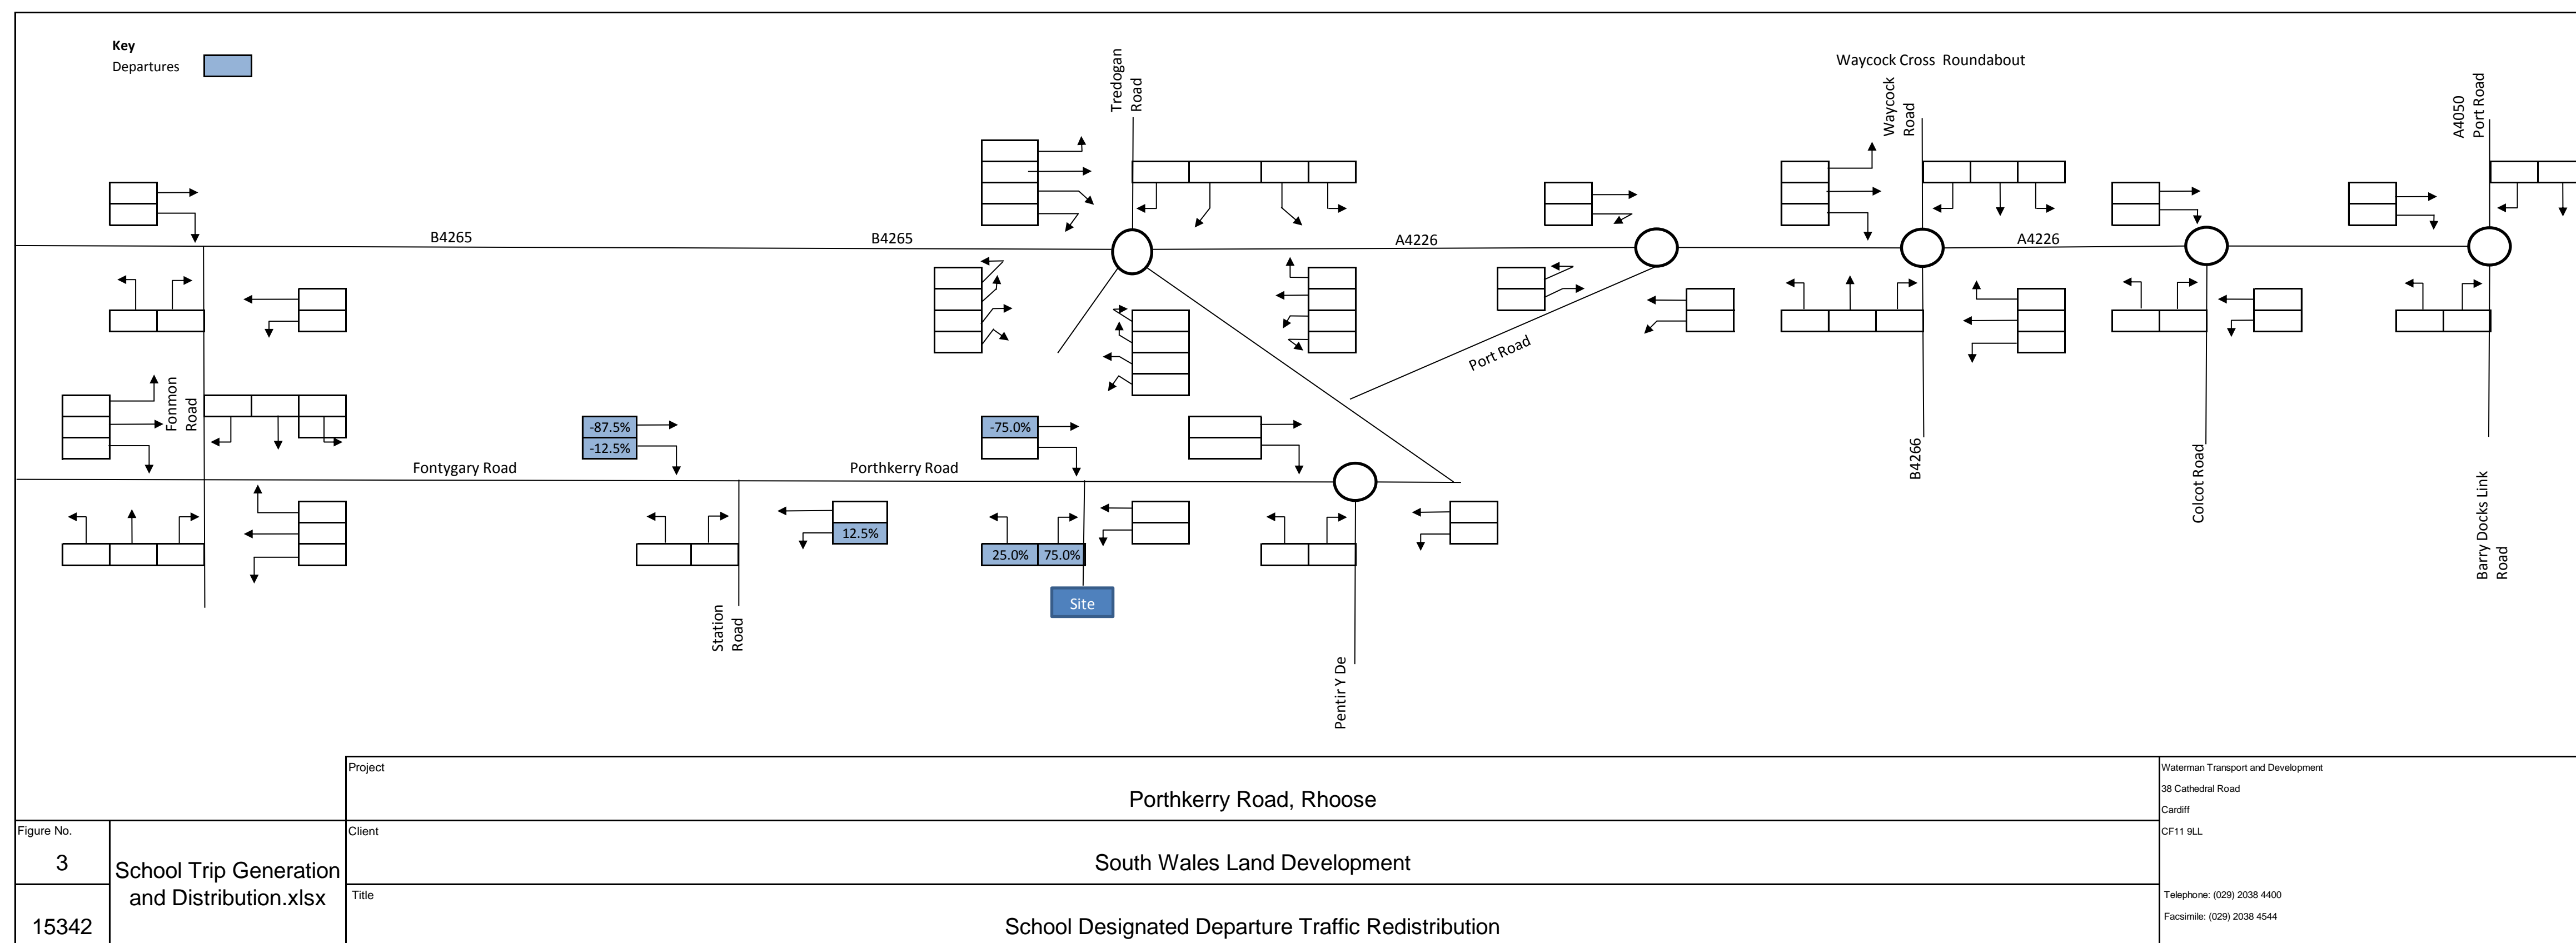 Key
Departures
Tredogan
Road
Waycock Cross Roundabout
Waycock
Road
A4050
Port Road
B4265
B4265
A4226
A4226
Port Road
Fonmon
Road
-87.5%
-12.5%
-75.0%
Fontygary Road
Porthkerry Road
B4266
Colcot Road
Barry Docks Link
Road
12.5%
25.0%
75.0%
Site
Station
Road
Pentir Y De
Project
Porthkerry Road, Rhoose
Waterman Transport and Development
38 Cathedral Road
Cardiff
CF11 9LL
Figure No.
3
School Trip Generation
and Distribution.xlsx
Client
South Wales Land Development
15342
Title
School Designated Departure Traffic Redistribution
Telephone: (029) 2038 4400
Facsimile: (029) 2038 4544